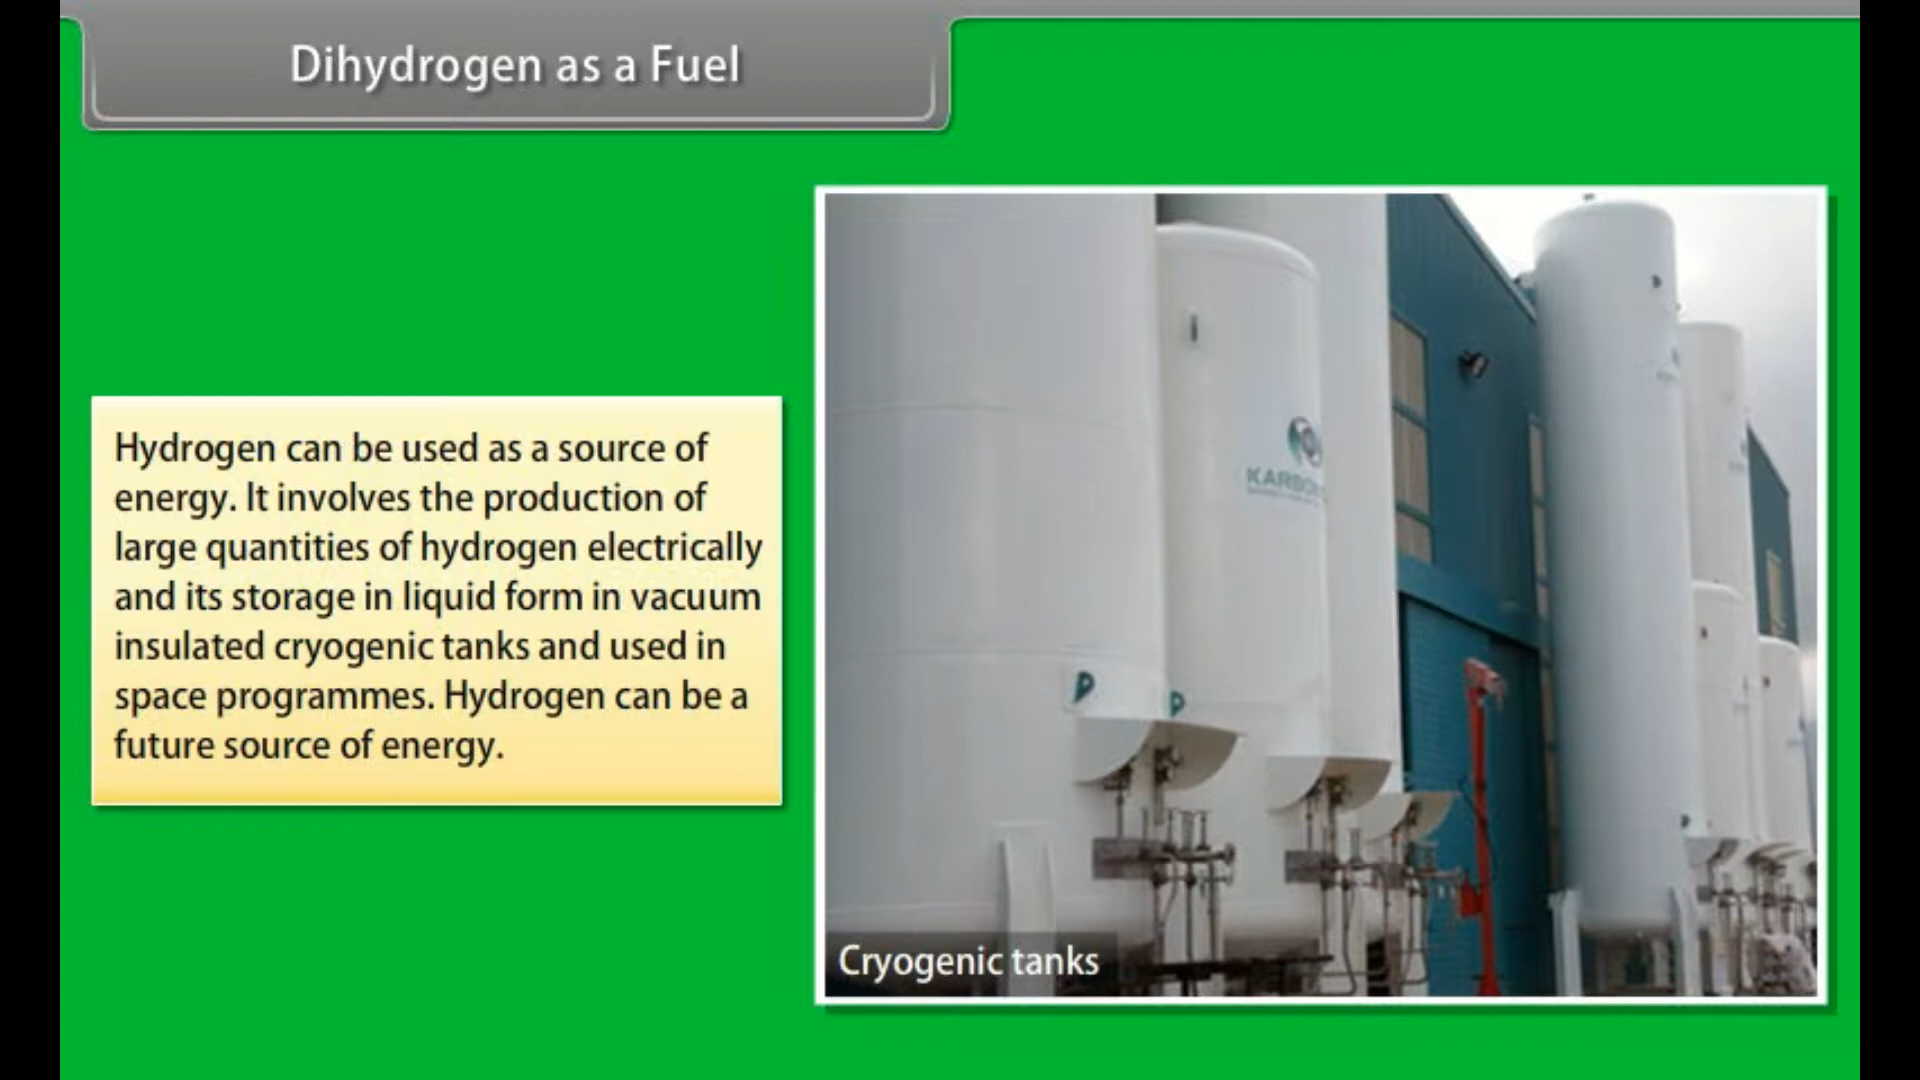 Dihydrogen as a Fuel
Hydrogen can be used as a source of
energy. It involves the production of
large quantities of hydrogen electrically
and its storage in liquid form in vacuum
insulated cryogenic tanks and used in
space programmes. Hydrogen can be a
future source of energy.
Cryogenic tanks